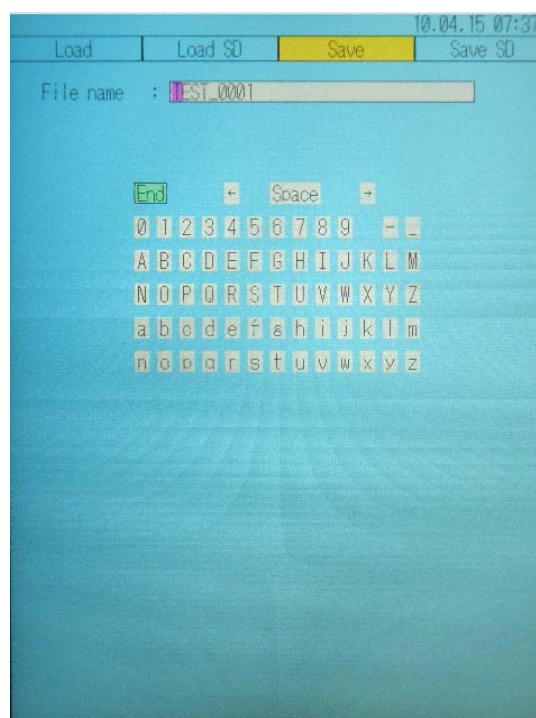 10.04.15 07:37
Load Load SD Save Save SD
File name : TEST_0001
End ← Space →
0 1 2 3 4 5 6 7 8 9 - _
A B C D E F G H I J K L M
N O P Q R S T U V W X Y Z
a b c d e f g h i j k l m
n o p q r s t u v w x y z